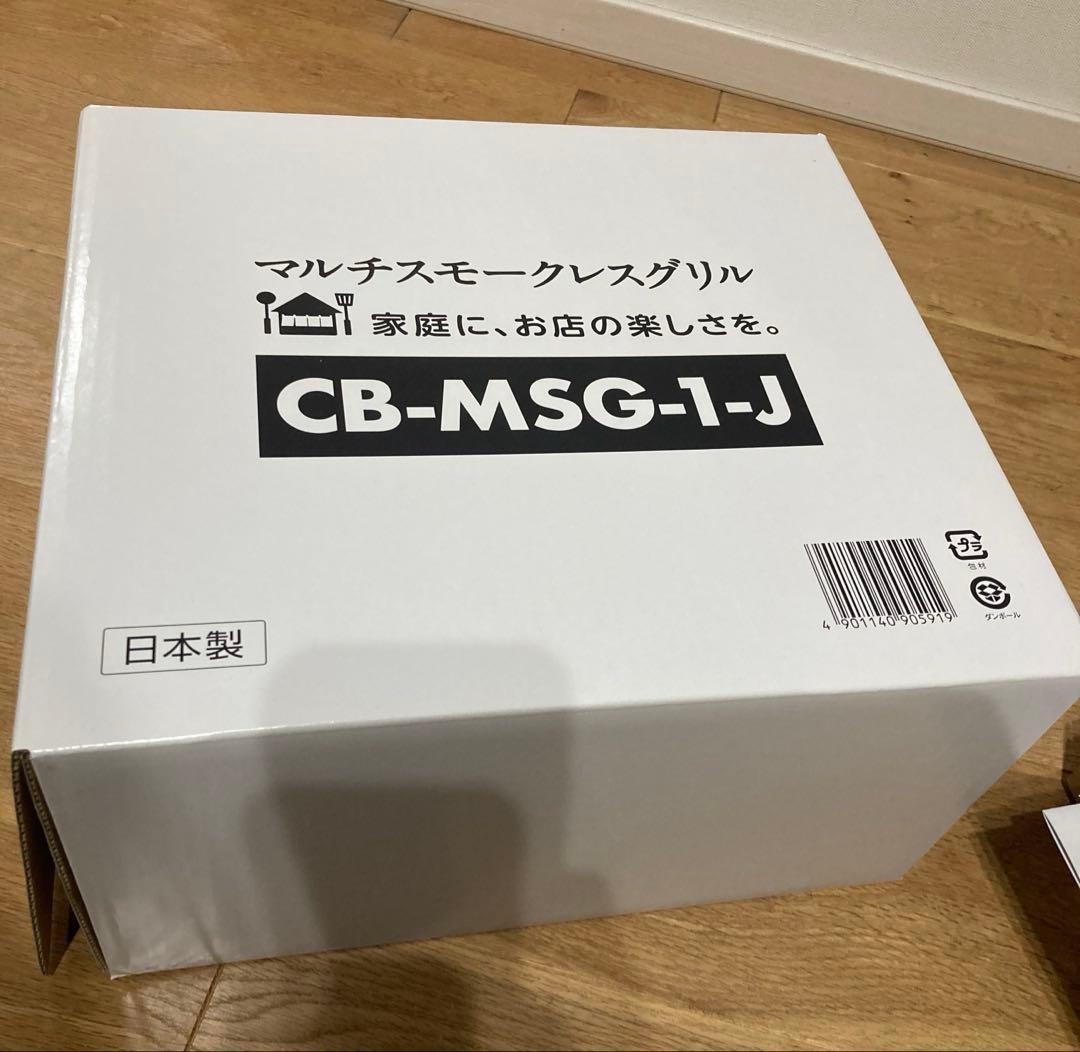 マルチスモークレスグリル
家庭に、お店の楽しさを。
CB-MSG-1-J
プラ
包材
4 901140 905919
ダンボール
日本製